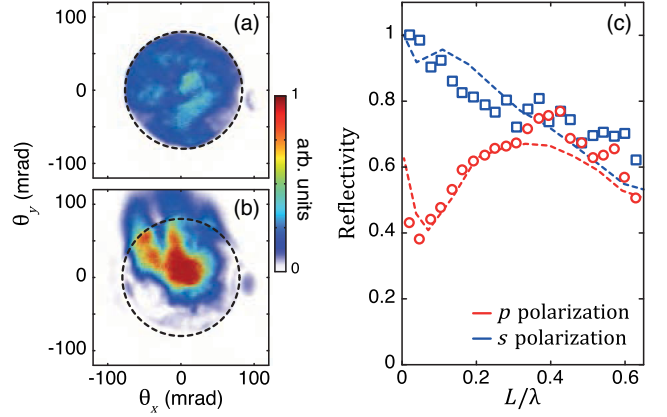 (a)
100
0
-100
θy (mrad)
1
arb. units
0
(b)
100
0
-100
-100
0
100
θx (mrad)
(c)
1
0.8
0.6
0.4
0.2
0
Reflectivity
p polarization
s polarization
0
0.2
0.4
0.6
L/λ